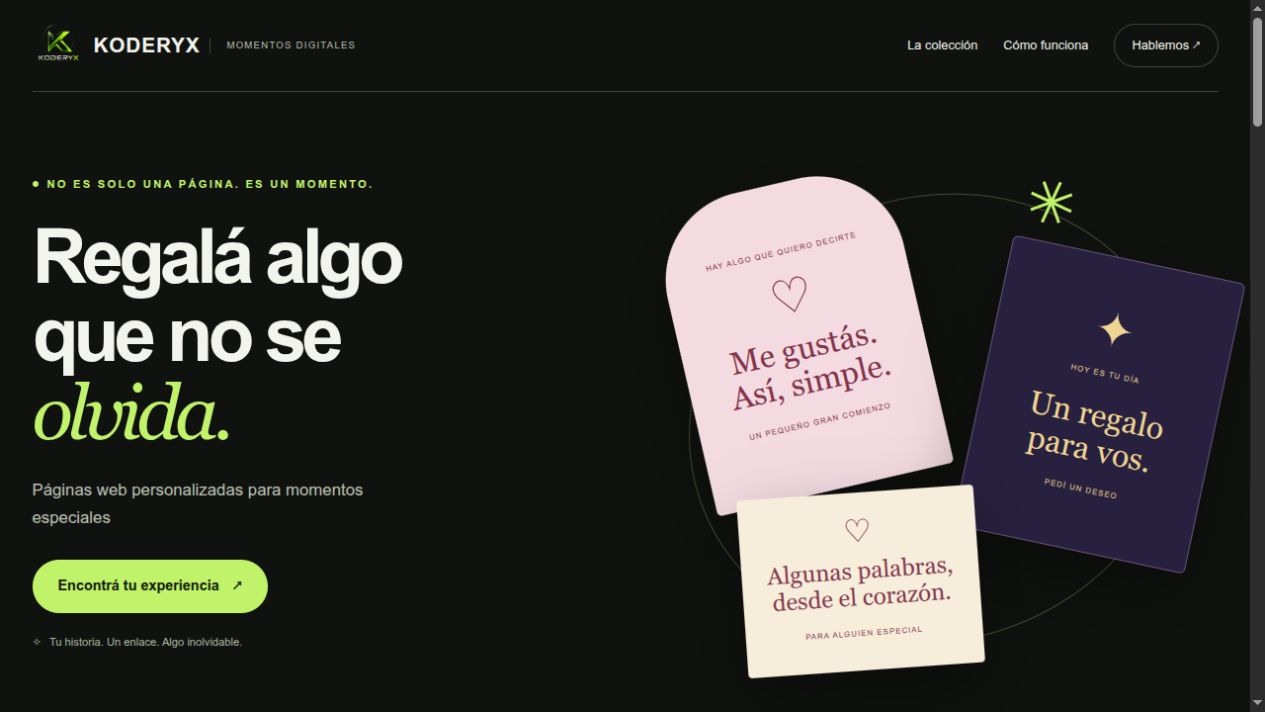 KODERYX
KODERYX
MOMENTOS DIGITALES
La colección
Cómo funciona
Hablemos ↗
NO ES SOLO UNA PÁGINA. ES UN MOMENTO.
Regalá algo
que no se
olvida.
Páginas web personalizadas para momentos
especiales
Encontrá tu experiencia ↗
Tu historia. Un enlace. Algo inolvidable.
HAY ALGO QUE QUIERO DECIRTE
Me gustás.
Así, simple.
UN PEQUEÑO GRAN COMIENZO
HOY ES TU DÍA
Un regalo
para vos.
PEDÍ UN DESEO
Algunas palabras,
desde el corazón.
PARA ALGUIEN ESPECIAL